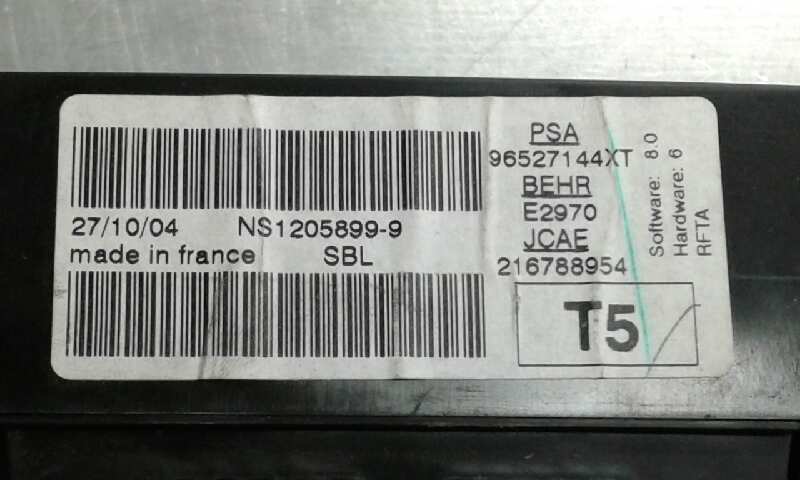 27/10/04 NS1205899-9
made in france SBL
PSA
96527144XT
BEHR
E2970
JCAE
216788954
T5
Software: 8.0
Hardware: 6
RFTA